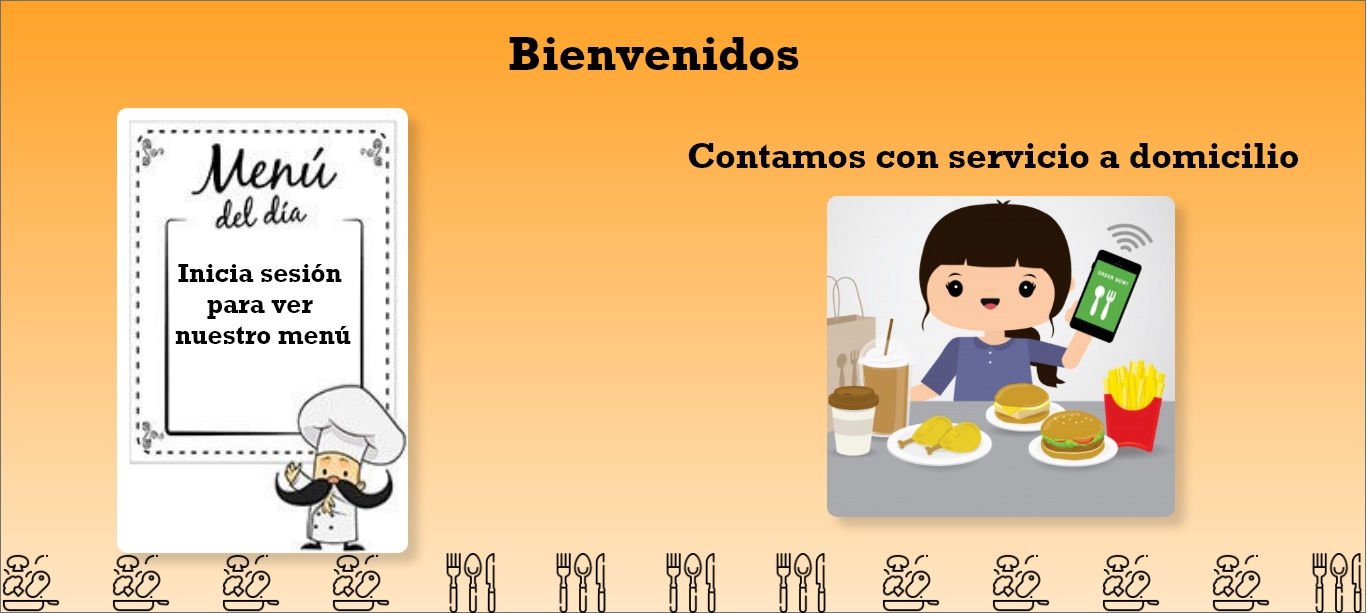 Bienvenidos
Menú
del día
Inicia sesión
para ver
nuestro menú
Contamos con servicio a domicilio
ORDER NOW!